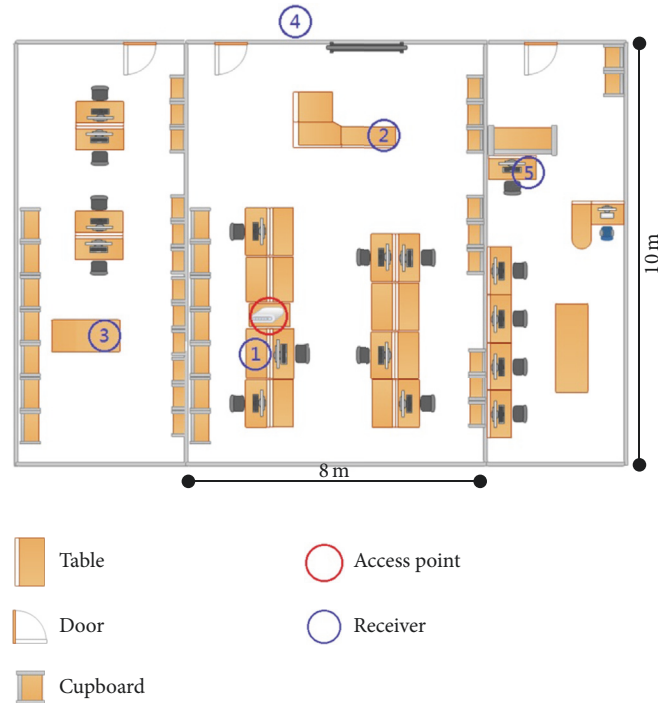 4
2
5
3
1
10 m
8 m
Table
Access point
Door
Receiver
Cupboard